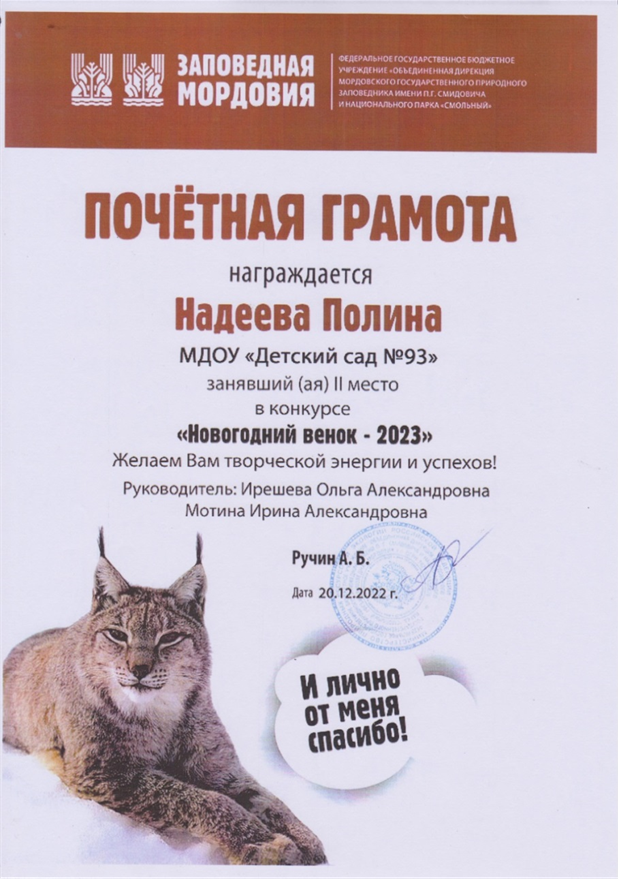 ЗАПОВЕДНАЯ
МОРДОВИЯ
ФЕДЕРАЛЬНОЕ ГОСУДАРСТВЕННОЕ БЮДЖЕТНОЕ
УЧРЕЖДЕНИЕ «ОБЪЕДИНЕННАЯ ДИРЕКЦИЯ
МОРДОВСКОГО ГОСУДАРСТВЕННОГО ПРИРОДНОГО
ЗАПОВЕДНИКА ИМЕНИ П.Г. СМИДОВИЧА
И НАЦИОНАЛЬНОГО ПАРКА «СМОЛЬНЫЙ»
ПОЧЁТНАЯ ГРАМОТА
награждается
Надеева Полина
МДОУ «Детский сад №93»
занявший (ая) II место
в конкурсе
«Новогодний венок - 2023»
Желаем Вам творческой энергии и успехов!
Руководитель: Ирешева Ольга Александровна
Мотина Ирина Александровна
Ручин А. Б.
Дата 20.12.2022 г.
И лично
от меня
спасибо!